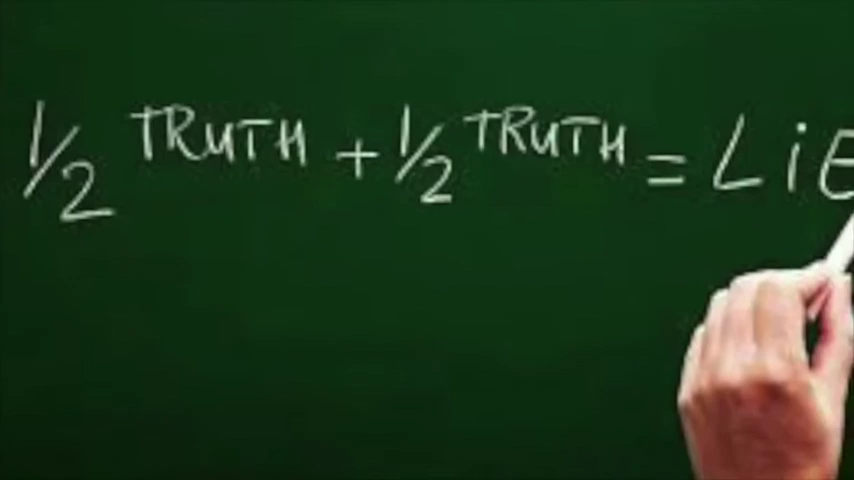 1/2 TRUTH + 1/2 TRUTH = LiE